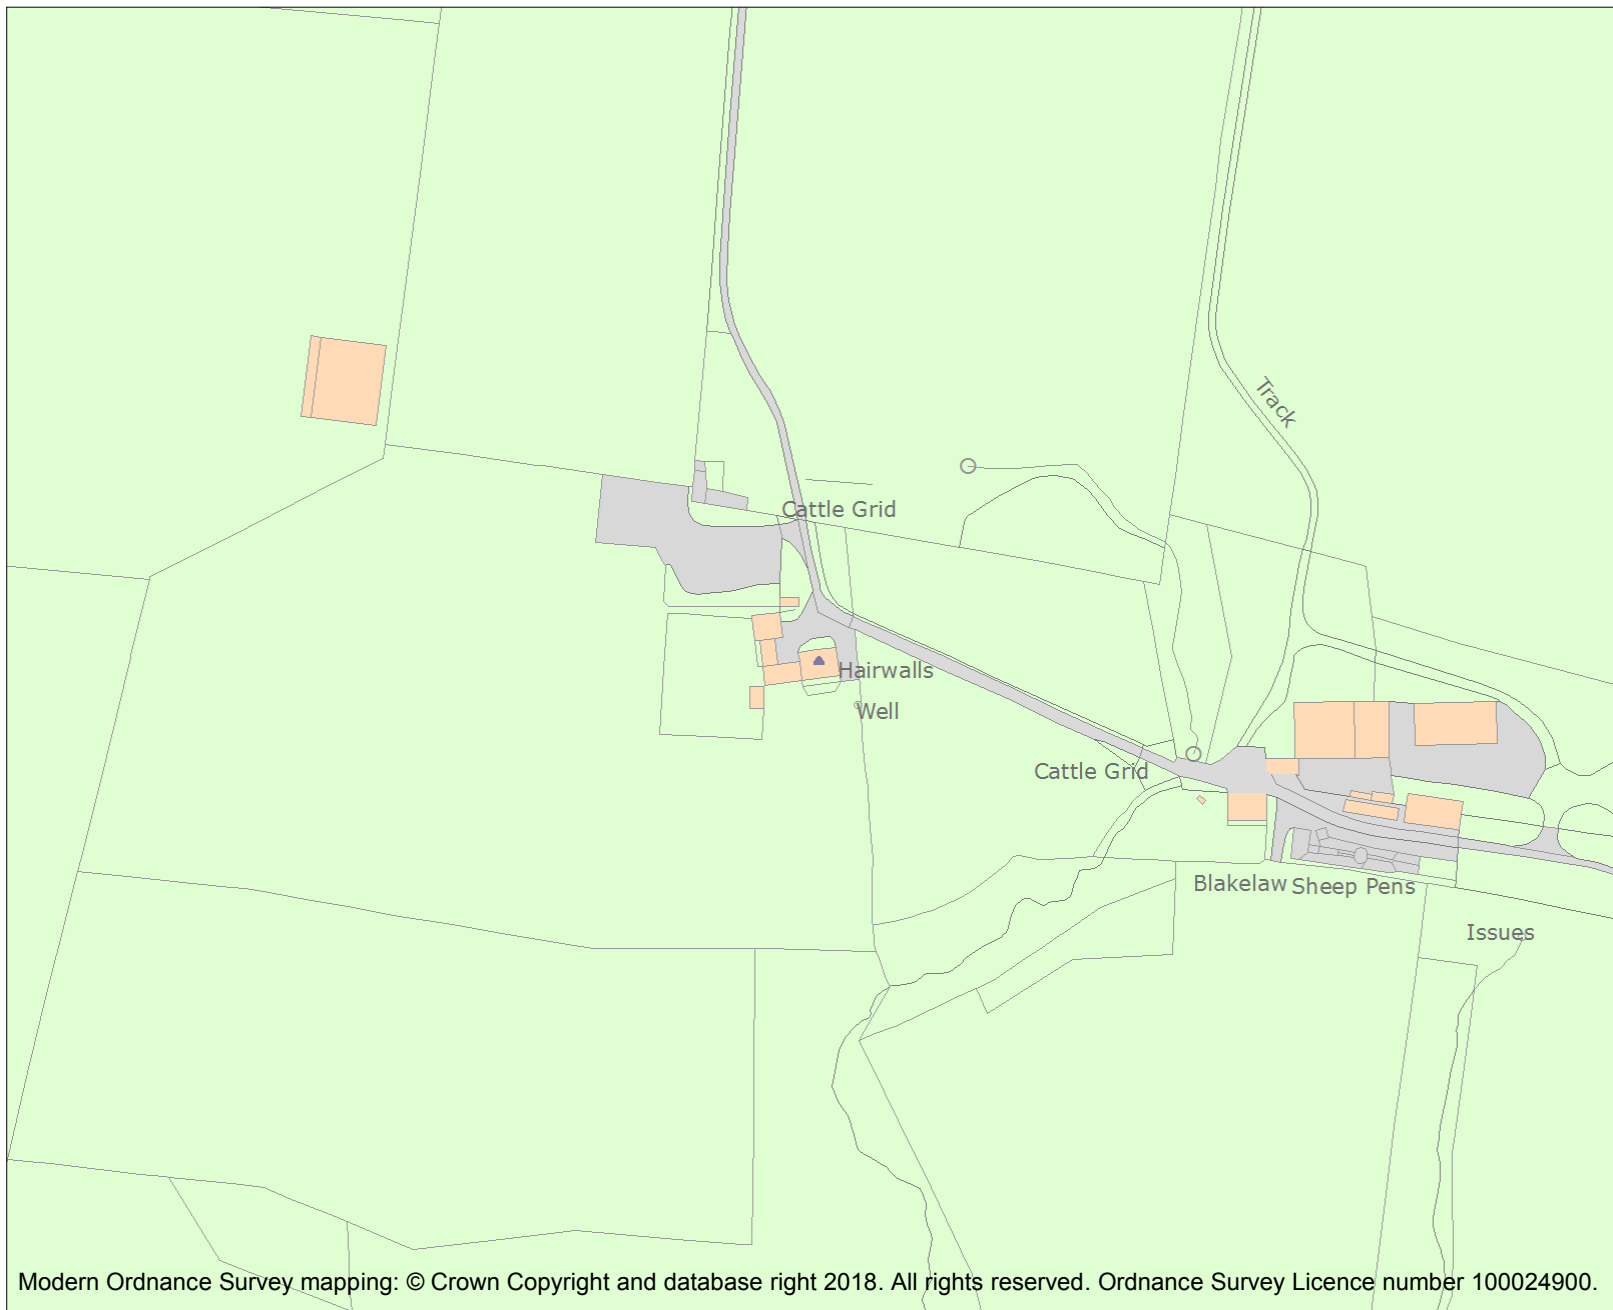 Track
Cattle Grid
Hairwalls
Well
Cattle Grid
Blakelaw Sheep Pens
Issues
Modern Ordnance Survey mapping: © Crown Copyright and database right 2018. All rights reserved. Ordnance Survey Licence number 100024900.